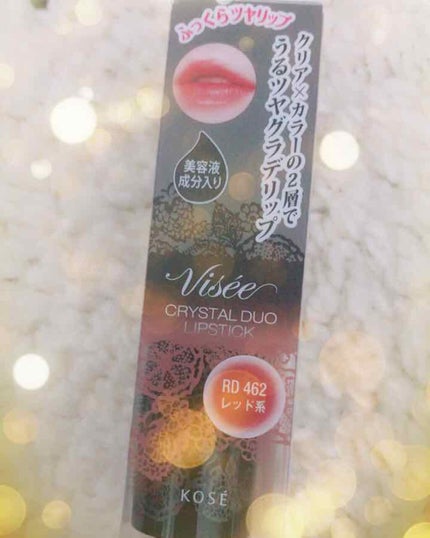 ふっくらツヤリップ
クリア×カラーの2層で
うるツヤグラデリップ
美容液
成分入り
Visée
CRYSTAL DUO
LIPSTICK
RD 462
レッド系
KOSÉ